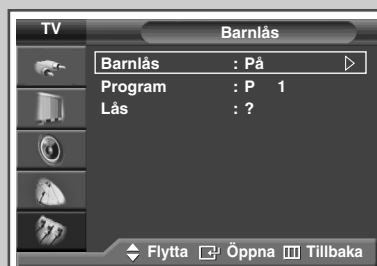 TV
Barnlås
Barnlås : På
Program : P 1
Lås : ?
Flytta Öppna Tillbaka